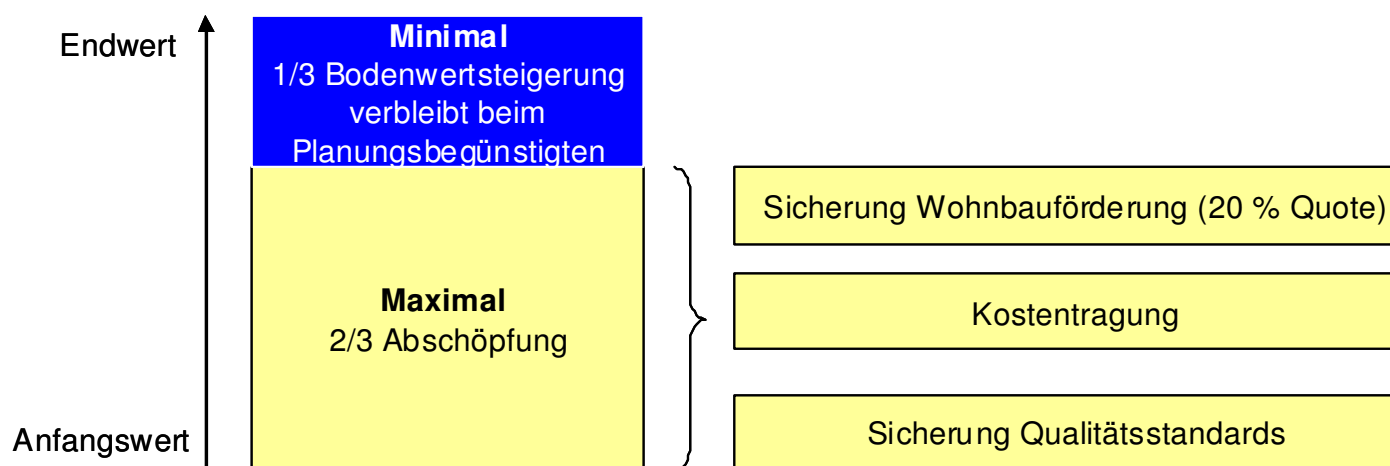 Endwert
Minimal
1/3 Bodenwertsteigerung
verbleibt beim
Planungsbegünstigten
Maximal
2/3 Abschöpfung
Anfangswert
Sicherung Wohnbauförderung (20 % Quote)
Kostentragung
Sicherung Qualitätsstandards